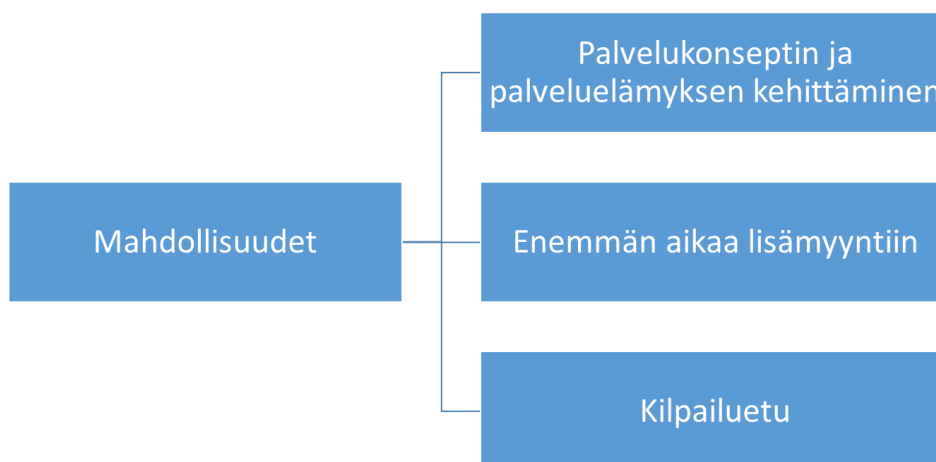 Palvelukonseptin ja
palveluelämyksen kehittäminen
Mahdollisuudet
Enemmän aikaa lisämyyntiin
Kilpailuetu